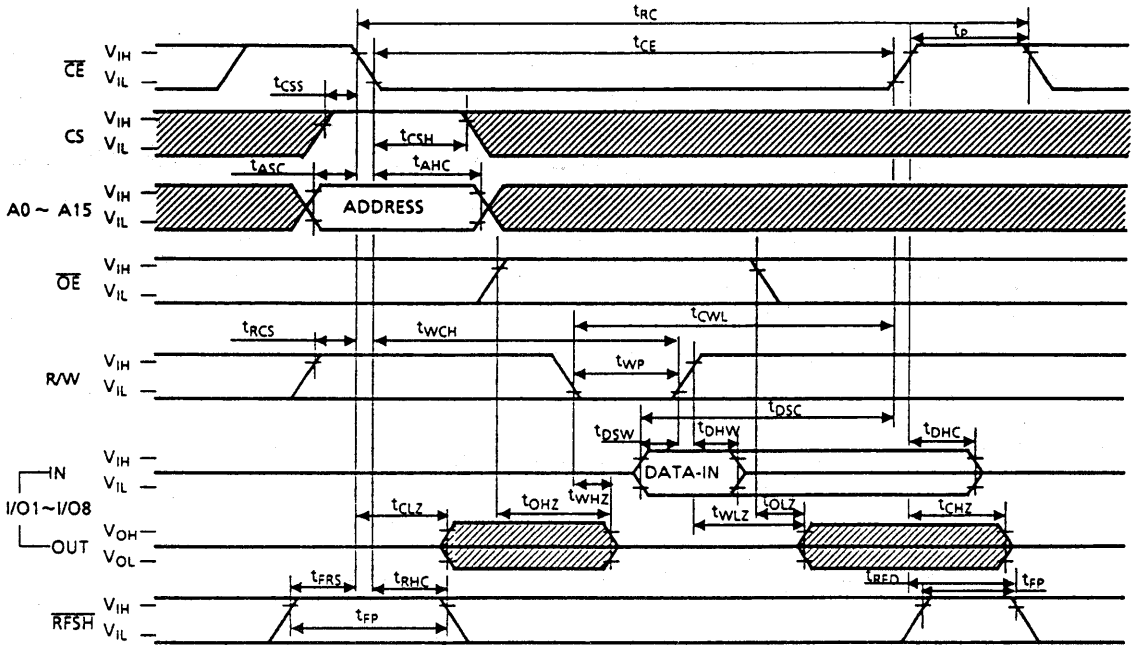 tRC
tP
CE VIH
VIL
tCE
tCSS
CS VIH
VIL
tCSH
tASC
tAHC
A0 ~ A15 VIH
VIL
ADDRESS
OE VIH
VIL
tCWL
tRCS
tWCH
R/W VIH
VIL
tWP
tDSC
tDSW
tDHW
tDHC
IN VIH
VIL
DATA-IN
tWHZ
I/O1~I/O8
tCLZ
tOHZ
tOLZ
tWLZ
tCHZ
OUT VOH
VOL
tFRS
tRHC
tRFD
tFP
RFSH VIH
VIL
tFP